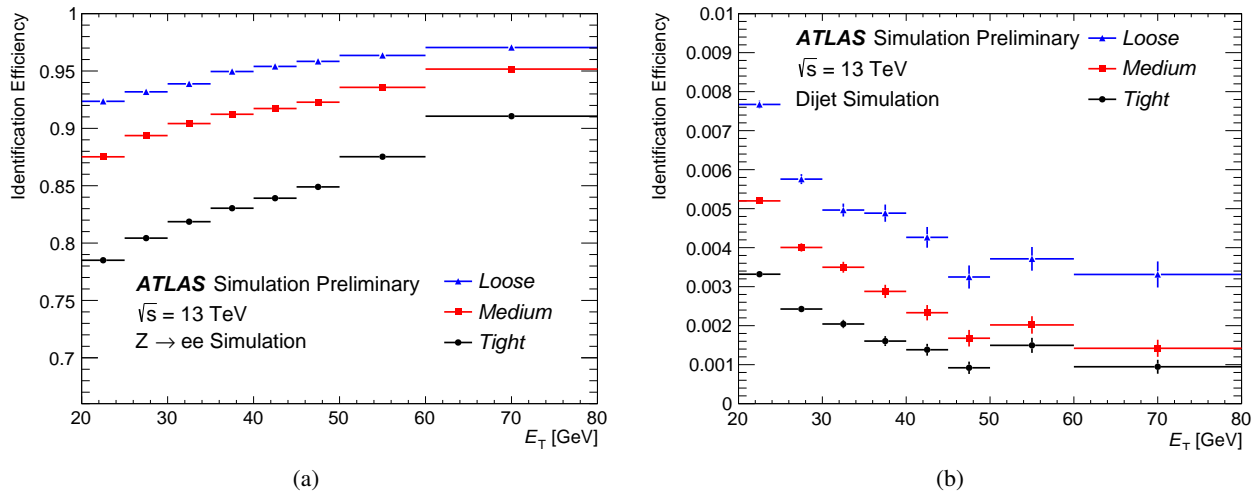 Identification Efficiency
1
0.95
0.9
0.85
0.8
0.75
0.7
ATLAS Simulation Preliminary
√s = 13 TeV
Z → ee Simulation
Loose
Medium
Tight
20 30 40 50 60 70 80
E_T [GeV]
(a)
Identification Efficiency
0.01
0.009
0.008
0.007
0.006
0.005
0.004
0.003
0.002
0.001
0
ATLAS Simulation Preliminary
√s = 13 TeV
Dijet Simulation
Loose
Medium
Tight
20 30 40 50 60 70 80
E_T [GeV]
(b)